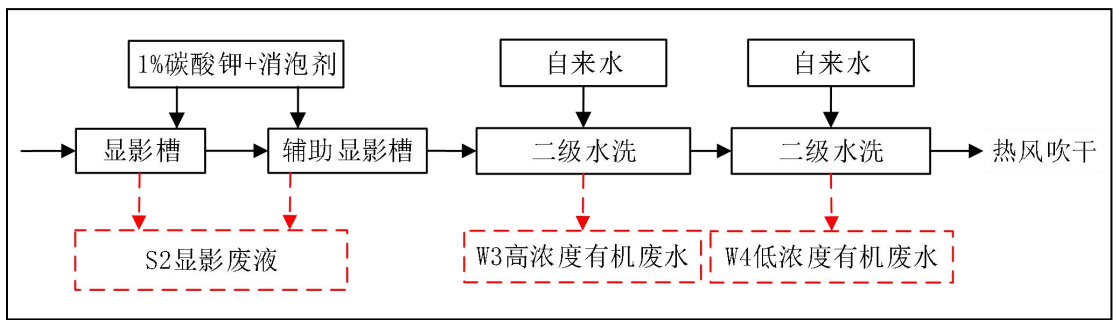 1%碳酸钾+消泡剂
自来水
自来水
显影槽
辅助显影槽
二级水洗
二级水洗
热风吹干
S2显影废液
W3高浓度有机废水
W4低浓度有机废水